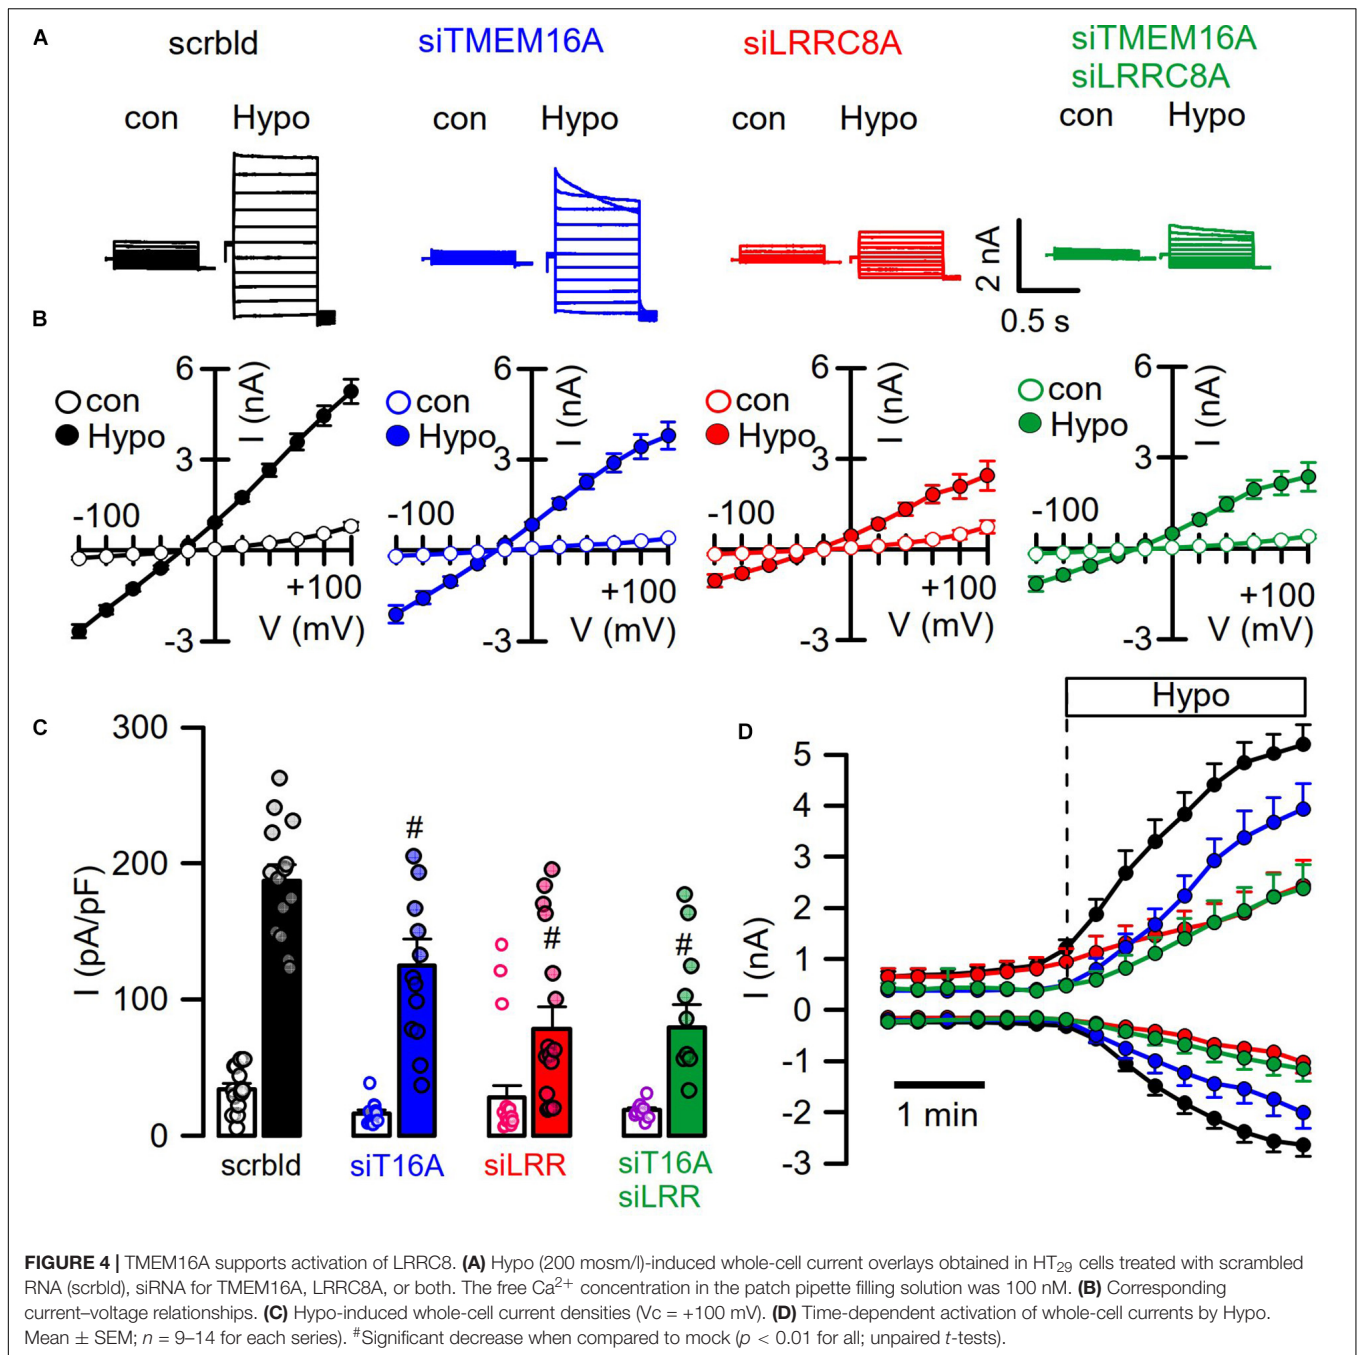 A
scrbld
siTMEM16A
siLRRC8A
siTMEM16A
siLRRC8A
con Hypo
con Hypo
con Hypo
con Hypo
2 nA
0.5 s
B
6
3
-3
-100
+100
I (nA)
V (mV)
con
Hypo
6
3
-3
-100
+100
I (nA)
V (mV)
con
Hypo
6
3
-3
-100
+100
I (nA)
V (mV)
con
Hypo
6
3
-3
-100
+100
I (nA)
V (mV)
con
Hypo
C
300
200
100
0
I (pA/pF)
#
#
#
scrbld
siT16A
siLRR
siT16A
siLRR
D
Hypo
5
4
3
2
1
0
-1
-2
-3
I (nA)
1 min
FIGURE 4 | TMEM16A supports activation of LRRC8. (A) Hypo (200 mosm/l)-induced whole-cell current overlays obtained in HT29 cells treated with scrambled
RNA (scrbld), siRNA for TMEM16A, LRRC8A, or both. The free Ca2+ concentration in the patch pipette filling solution was 100 nM. (B) Corresponding
current–voltage relationships. (C) Hypo-induced whole-cell current densities (Vc = +100 mV). (D) Time-dependent activation of whole-cell currents by Hypo.
Mean ± SEM; n = 9–14 for each series). #Significant decrease when compared to mock (p < 0.01 for all; unpaired t-tests).